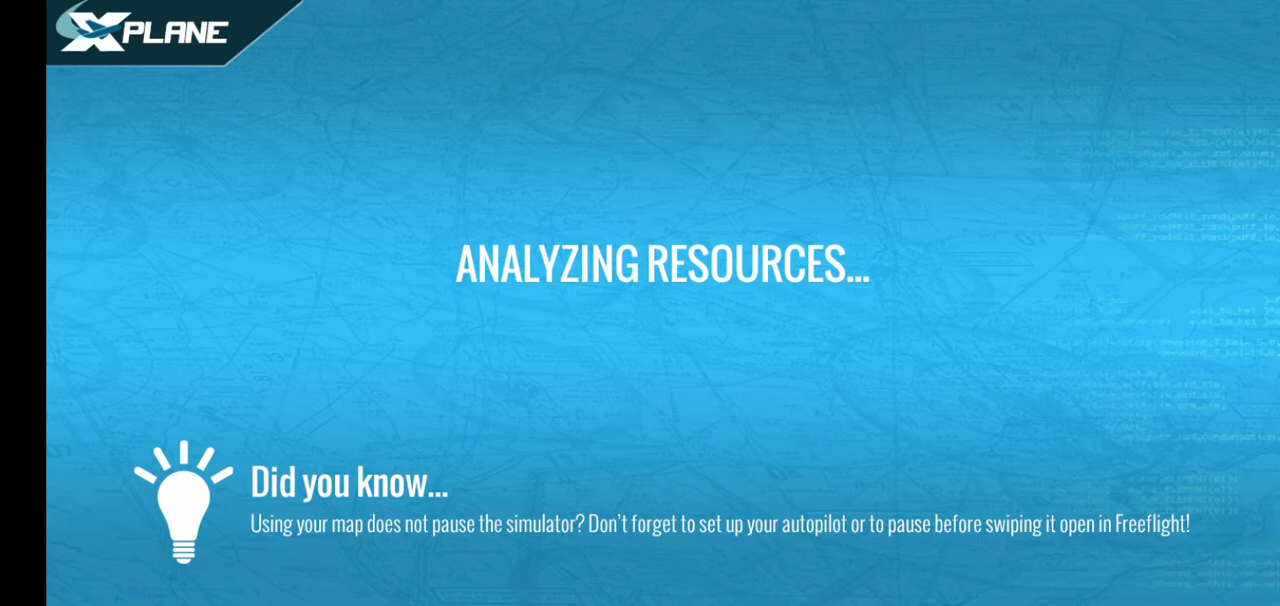 XPLANE
ANALYZING RESOURCES...
Did you know...
Using your map does not pause the simulator? Don't forget to set up your autopilot or to pause before swiping it open in Freeflight!